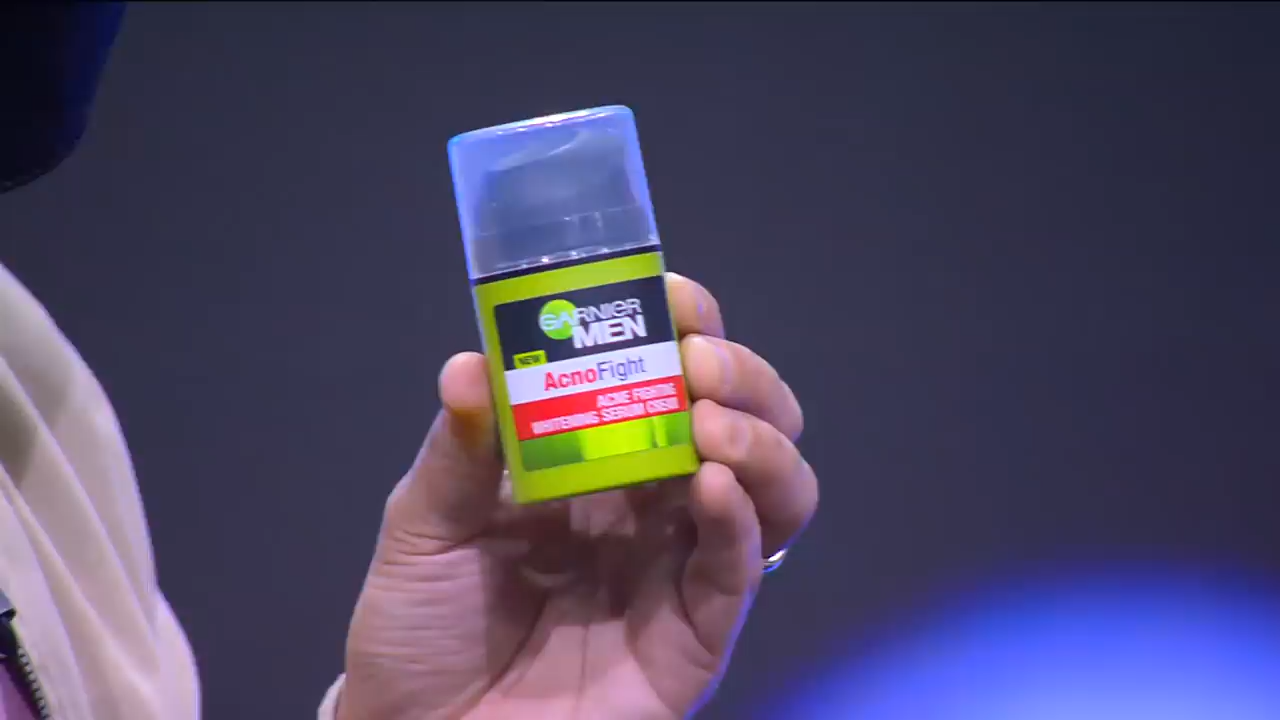 GARNIER
MEN
NEW
AcnoFight
ACNE FIGHTING
WHITENING SERUM CREAM